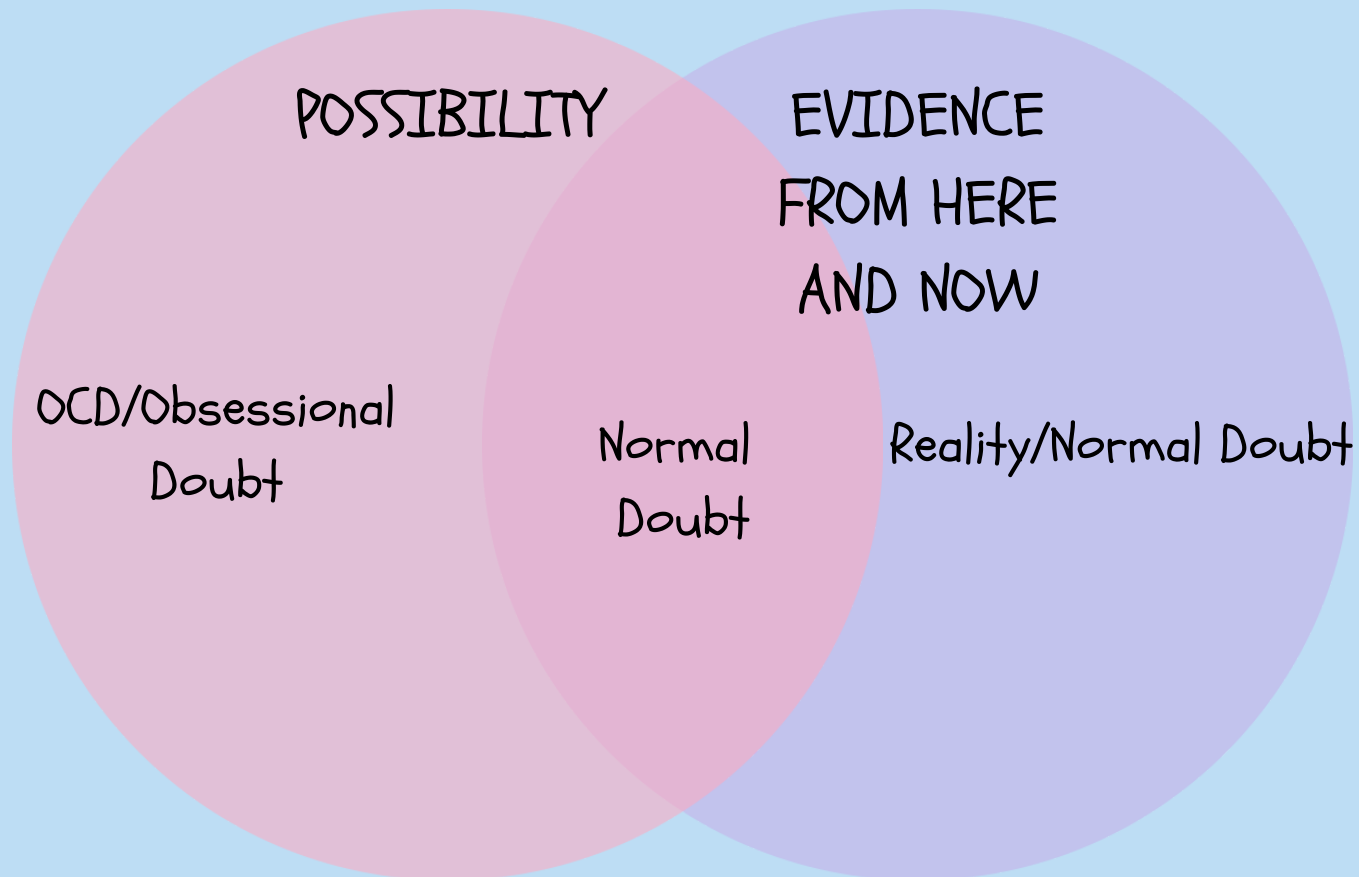 POSSIBILITY
EVIDENCE
FROM HERE
AND NOW
OCD/Obsessional
Doubt
Normal
Doubt
Reality/Normal Doubt